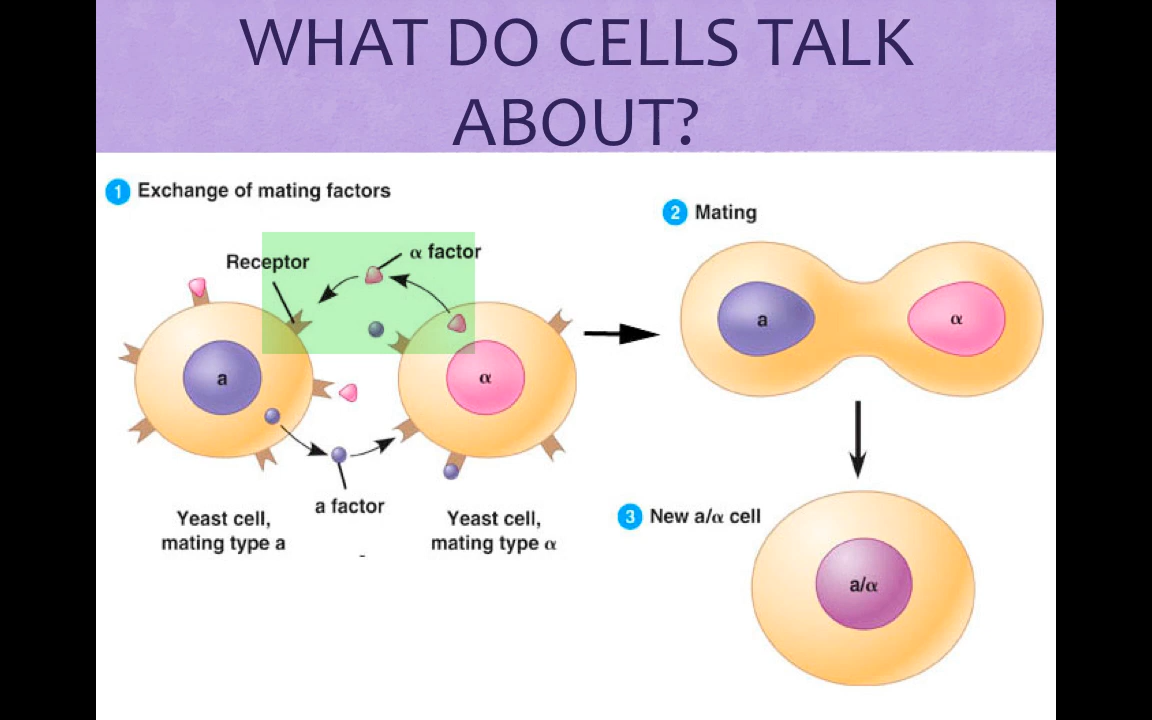 WHAT DO CELLS TALK
ABOUT?
1 Exchange of mating factors
Receptor
α factor
a
α
a factor
Yeast cell,
mating type a
Yeast cell,
mating type α
2 Mating
a
α
3 New a/α cell
a/α